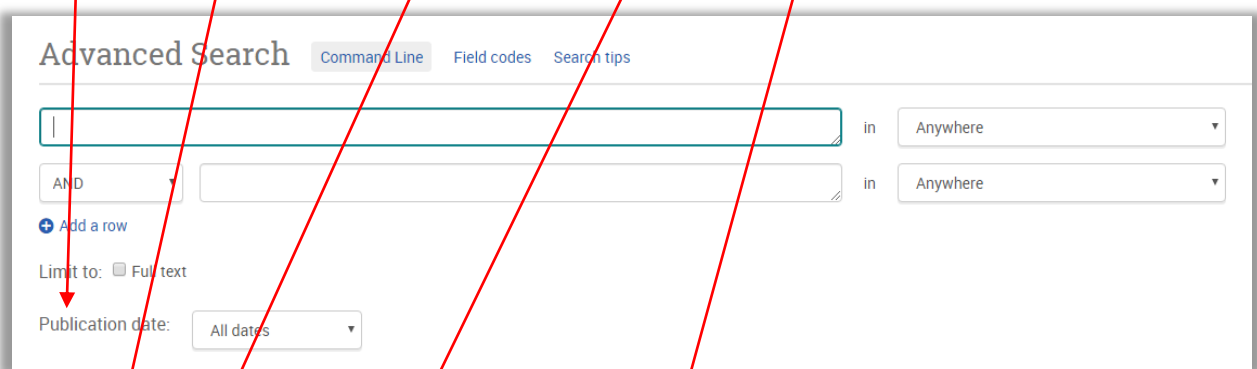 Advanced Search Command Line Field codes Search tips
in Anywhere
AND in Anywhere
Add a row
Limit to: Full text
Publication date: All dates